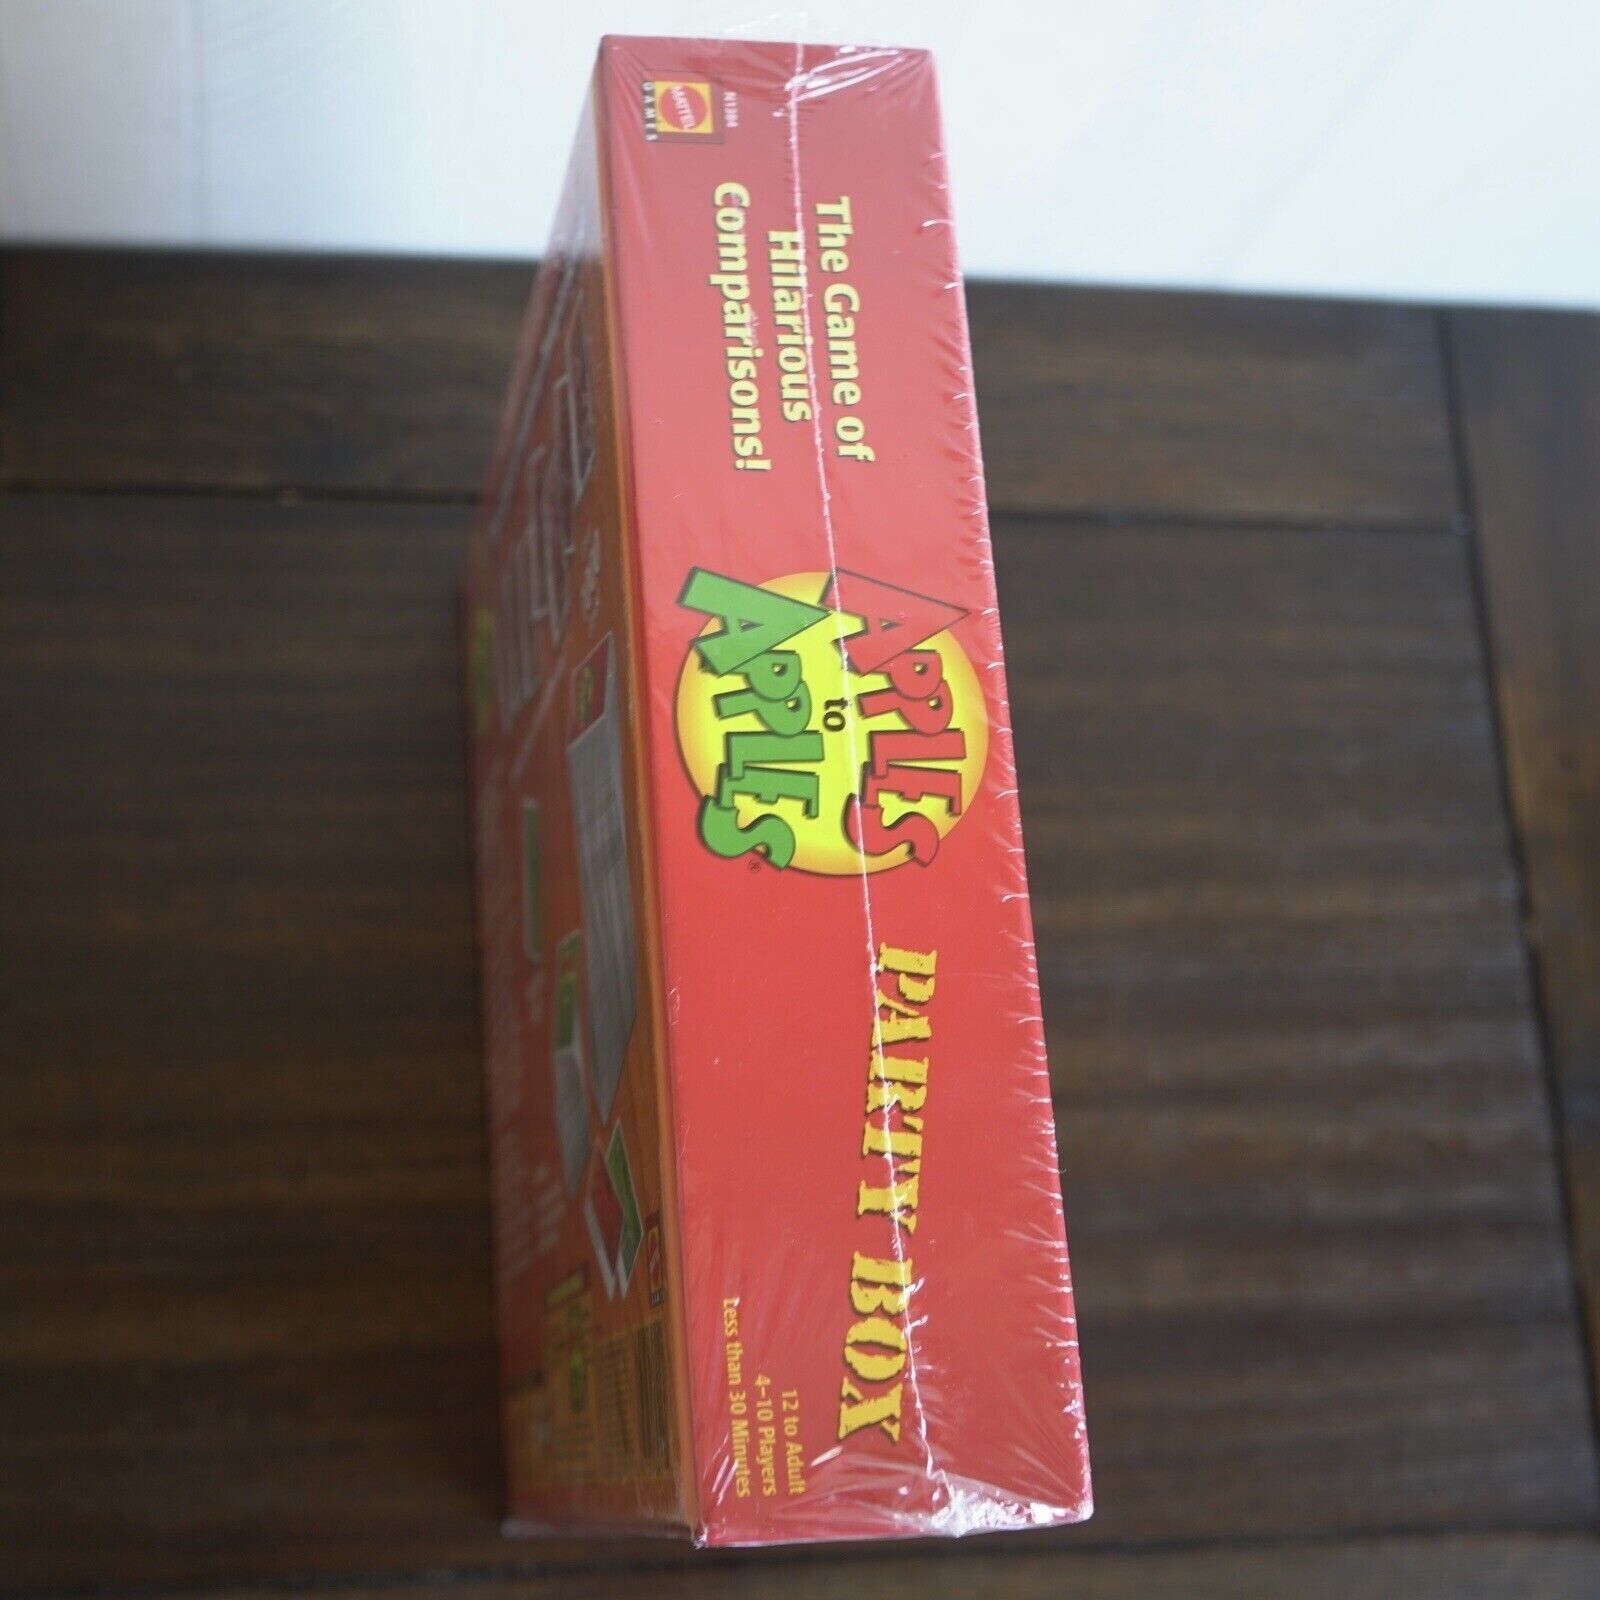 MATTEL
GAMES
N1384
The Game of
Hilarious
Comparisons!
APPLES
to
APPLES®
PARTY BOX
12 to Adult
4-10 Players
Less than 30 Minutes